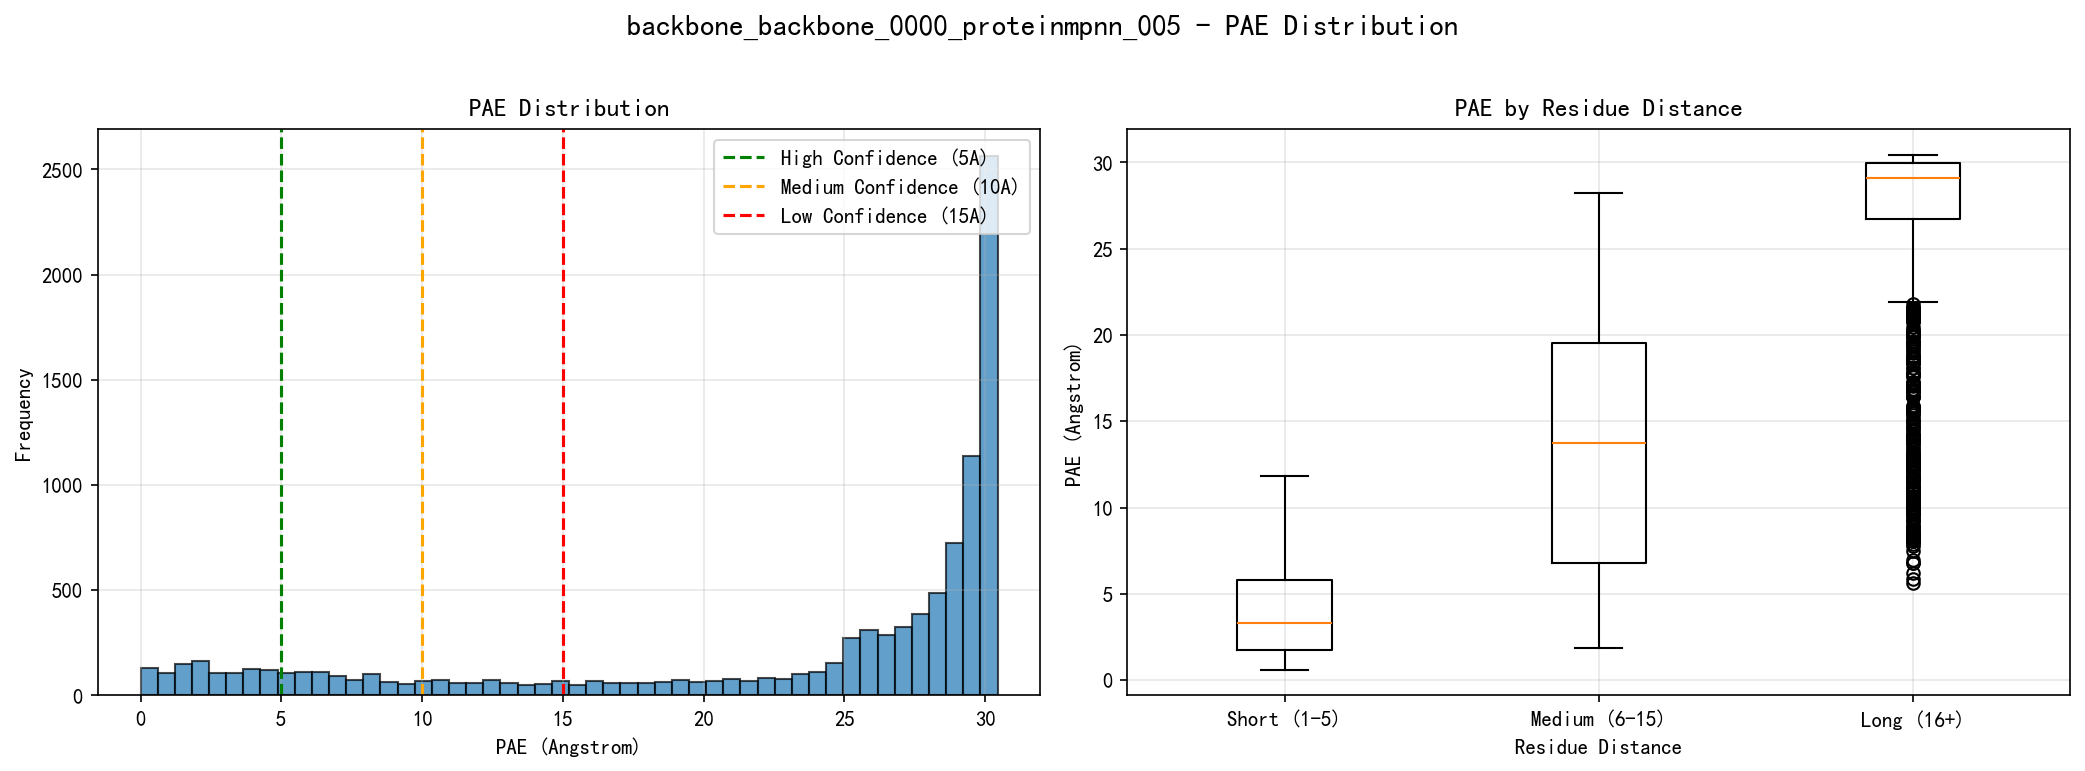 backbone_backbone_0000_proteinmpnn_005 - PAE Distribution
PAE Distribution
High Confidence (5A)
Medium Confidence (10A)
Low Confidence (15A)
2500
2000
1500
1000
500
0
Frequency
0 5 10 15 20 25 30
PAE (Angstrom)
PAE by Residue Distance
30
25
20
15
10
5
0
PAE (Angstrom)
Short (1-5) Medium (6-15) Long (16+)
Residue Distance